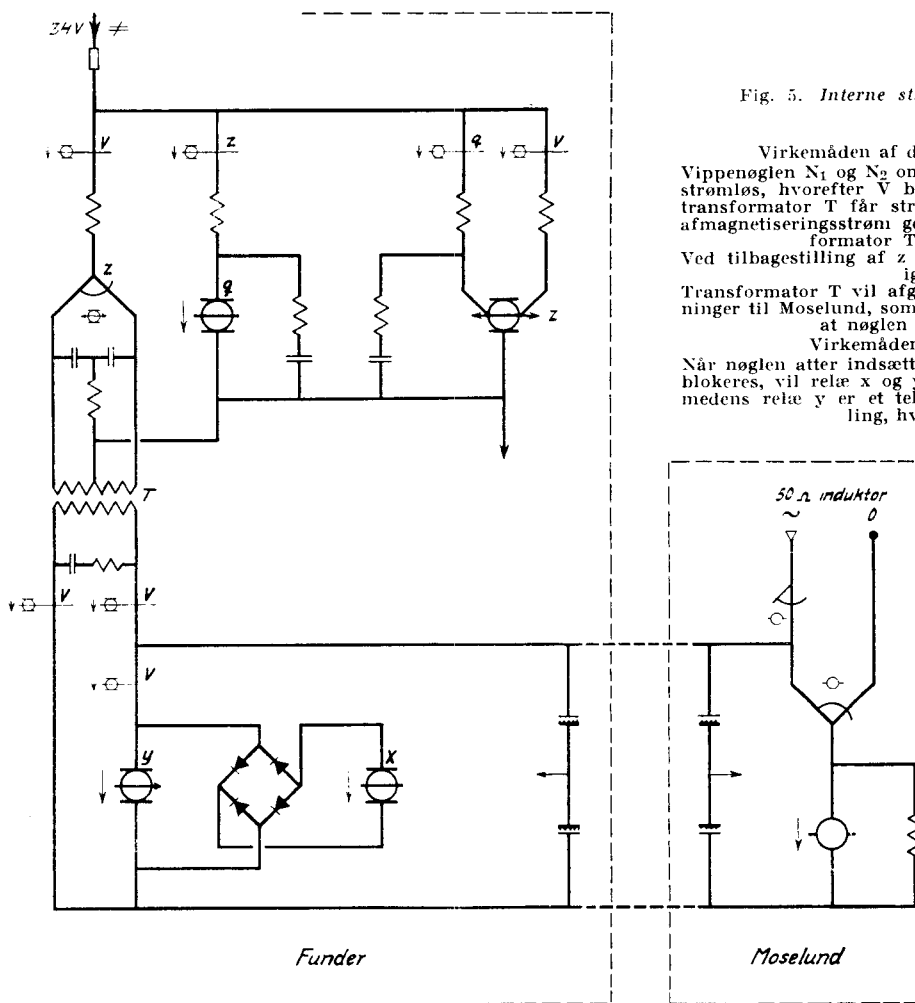 34V ≠
Fig. 5. Interne st
Virkemåden af d
Vippenøglen N₁ og N₂ on
strømløs, hvorefter V b
transformator T får str
afmagnetiseringsstrøm ge
formator T
Ved tilbagestilling af z
ig
Transformator T vil afg
ninger til Moselund, som
at nøglen
Virkemåden
Når nøglen atter indsætt
blokeres, vil relæ x og y
medens relæ y er et tel
ling, hv
V
z
q
V
z
q
z
T
50 Ω induktor
~
0
V
V
V
y
x
Funder
Moselund